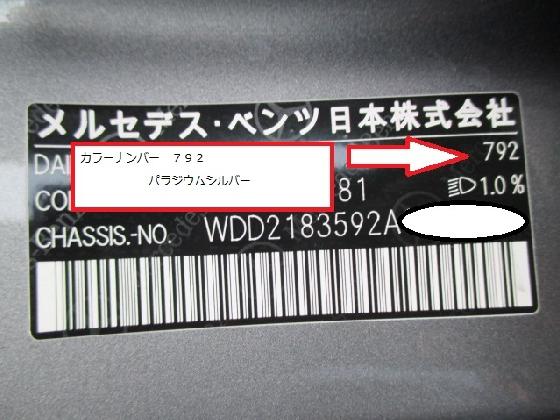 メルセデス・ベンツ日本株式会社
DAI 792
カラーナンバー 792
パラジウムシルバー
CO 81 1.0%
CHASSIS.-NO. WDD2183592A